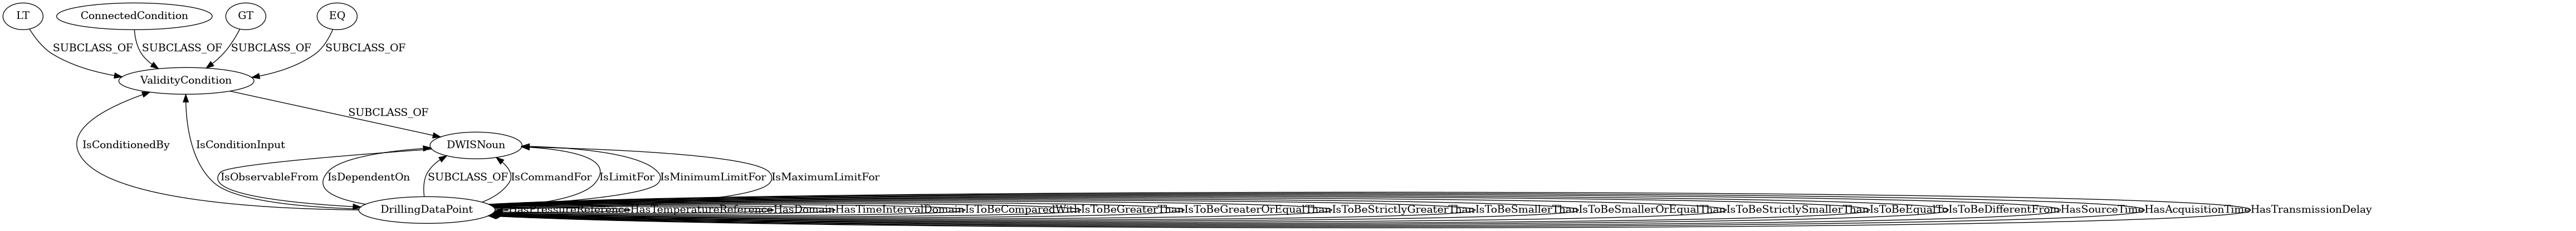 LT ConnectedCondition GT EQ
SUBCLASS_OF SUBCLASS_OF SUBCLASS_OF SUBCLASS_OF
ValidityCondition
SUBCLASS_OF
IsConditionedBy IsConditionInput DWISNoun
IsObservableFrom IsDependentOn SUBCLASS_OF IsCommandFor IsLimitFor IsMinimumLimitFor IsMaximumLimitFor
DrillingDataPoint HasPressureReference HasTemperatureReference HasDomain HasTimeIntervalDomain IsToBeComparedWith IsToBeGreaterThan IsToBeGreaterOrEqualThan IsToBeStrictlyGreaterThan IsToBeSmallerThan IsToBeSmallerOrEqualThan IsToBeStrictlySmallerThan IsToBeEqualTo IsToBeDifferentFrom HasSourceTime HasAcquisitionTime HasTransmissionDelay